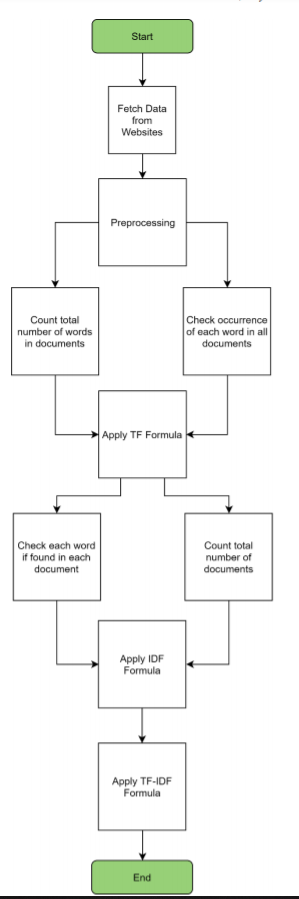 Start
Fetch Data
from
Websites
Preprocessing
Count total
number of words
in documents
Check occurrence
of each word in all
documents
Apply TF Formula
Check each word
if found in each
document
Count total
number of
documents
Apply IDF
Formula
Apply TF-IDF
Formula
End